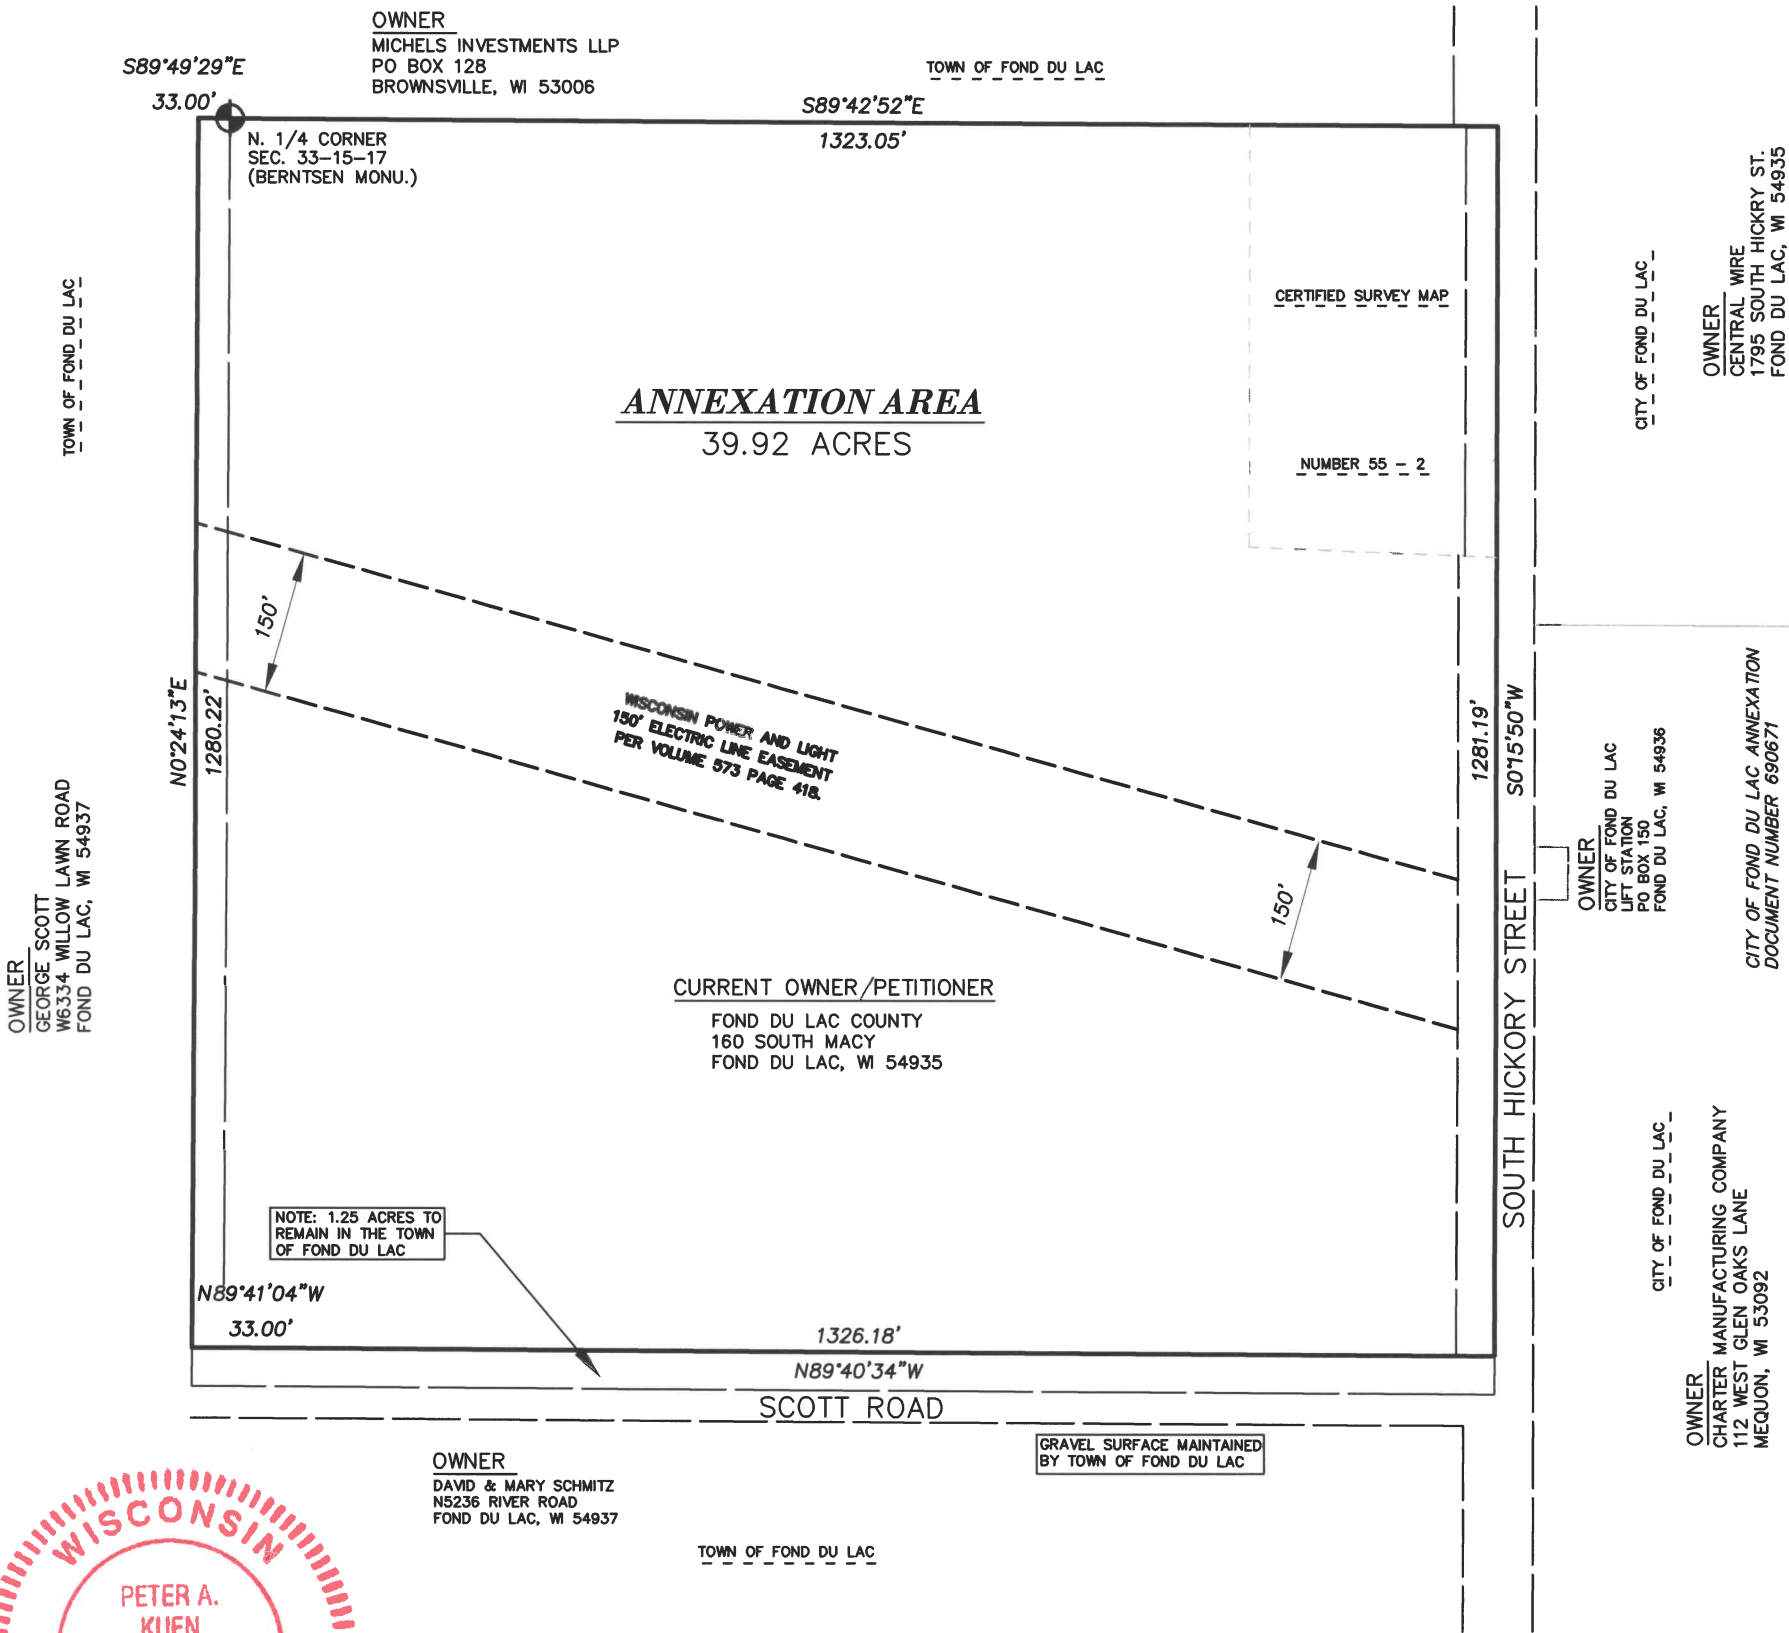 OWNER
MICHELS INVESTMENTS LLP
PO BOX 128
BROWNSVILLE, WI 53006
S89°49'29"E
33.00'
TOWN OF FOND DU LAC
S89°42'52"E
1323.05'
N. 1/4 CORNER
SEC. 33-15-17
(BERNTSEN MONU.)
TOWN OF FOND DU LAC
CERTIFIED SURVEY MAP
NUMBER 55 - 2
CITY OF FOND DU LAC
OWNER
CENTRAL WIRE
1795 SOUTH HICKRY ST.
FOND DU LAC, WI 54935
ANNEXATION AREA
39.92 ACRES
150'
N0°24'13"E
1280.22'
WISCONSIN POWER AND LIGHT
150' ELECTRIC LINE EASEMENT
PER VOLUME 573 PAGE 418.
1281.19'
S0°15'50"W
150'
OWNER
CITY OF FOND DU LAC
LIFT STATION
PO BOX 150
FOND DU LAC, WI 54936
CITY OF FOND DU LAC ANNEXATION
DOCUMENT NUMBER 690671
OWNER
GEORGE SCOTT
W6334 WILLOW LAWN ROAD
FOND DU LAC, WI 54937
CURRENT OWNER/PETITIONER
FOND DU LAC COUNTY
160 SOUTH MACY
FOND DU LAC, WI 54935
SOUTH HICKORY STREET
CITY OF FOND DU LAC
OWNER
CHARTER MANUFACTURING COMPANY
112 WEST GLEN OAKS LANE
MEQUON, WI 53092
NOTE: 1.25 ACRES TO
REMAIN IN THE TOWN
OF FOND DU LAC
N89°41'04"W
33.00'
1326.18'
N89°40'34"W
SCOTT ROAD
GRAVEL SURFACE MAINTAINED
BY TOWN OF FOND DU LAC
OWNER
DAVID & MARY SCHMITZ
N5236 RIVER ROAD
FOND DU LAC, WI 54937
TOWN OF FOND DU LAC
WISCONSIN
PETER A.
KUEN